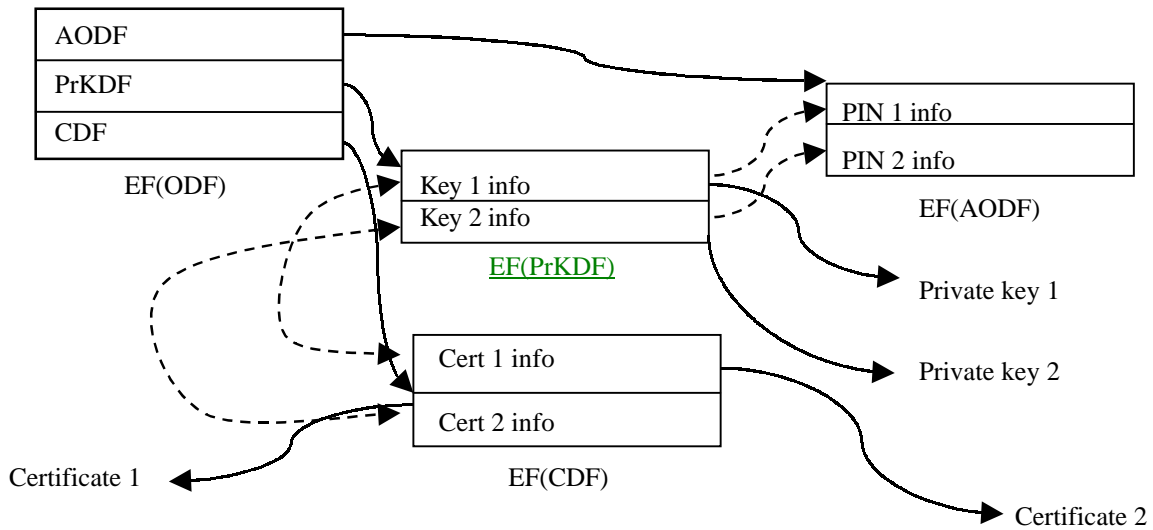 AODF
PrKDF
CDF
EF(ODF)
PIN 1 info
PIN 2 info
EF(AODF)
Key 1 info
Key 2 info
EF(PrKDF)
Private key 1
Private key 2
Cert 1 info
Cert 2 info
EF(CDF)
Certificate 1
Certificate 2